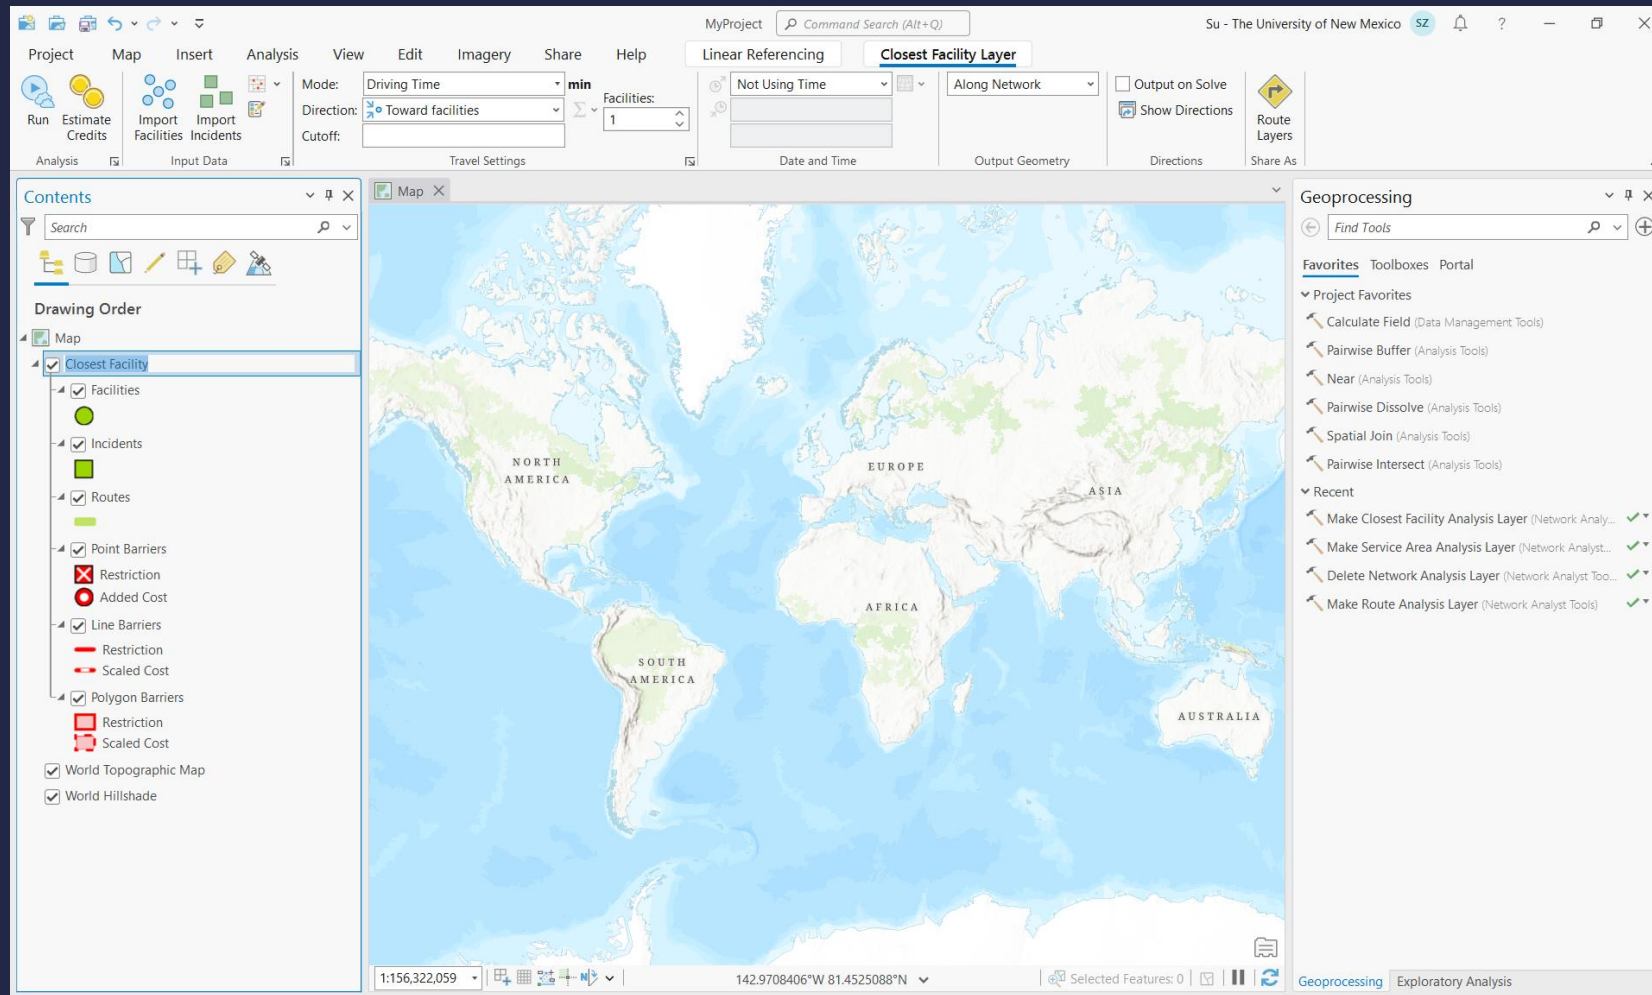 MyProject
Command Search (Alt+Q)
Su - The University of New Mexico
SZ
?
Project Map Insert Analysis View Edit Imagery Share Help Linear Referencing Closest Facility Layer
Run
Estimate
Credits
Analysis
Import
Facilities
Import
Incidents
Input Data
Mode: Driving Time min
Direction: Toward facilities
Cutoff:
Facilities:
1
Travel Settings
Not Using Time
Date and Time
Along Network
Output Geometry
Output on Solve
Show Directions
Directions
Route
Layers
Share As
Contents
Search
Drawing Order
Map
Closest Facility
Facilities
Incidents
Routes
Point Barriers
Restriction
Added Cost
Line Barriers
Restriction
Scaled Cost
Polygon Barriers
Restriction
Scaled Cost
World Topographic Map
World Hillshade
Map
NORTH
AMERICA
EUROPE
ASIA
AFRICA
SOUTH
AMERICA
AUSTRALIA
1:156,322,059
N
142.9708406°W 81.4525088°N
Selected Features: 0
Geoprocessing
Find Tools
Favorites Toolboxes Portal
Project Favorites
Calculate Field (Data Management Tools)
Pairwise Buffer (Analysis Tools)
Near (Analysis Tools)
Pairwise Dissolve (Analysis Tools)
Spatial Join (Analysis Tools)
Pairwise Intersect (Analysis Tools)
Recent
Make Closest Facility Analysis Layer (Network Analy...
Make Service Area Analysis Layer (Network Analyst...
Delete Network Analysis Layer (Network Analyst Too...
Make Route Analysis Layer (Network Analyst Tools)
Geoprocessing Exploratory Analysis